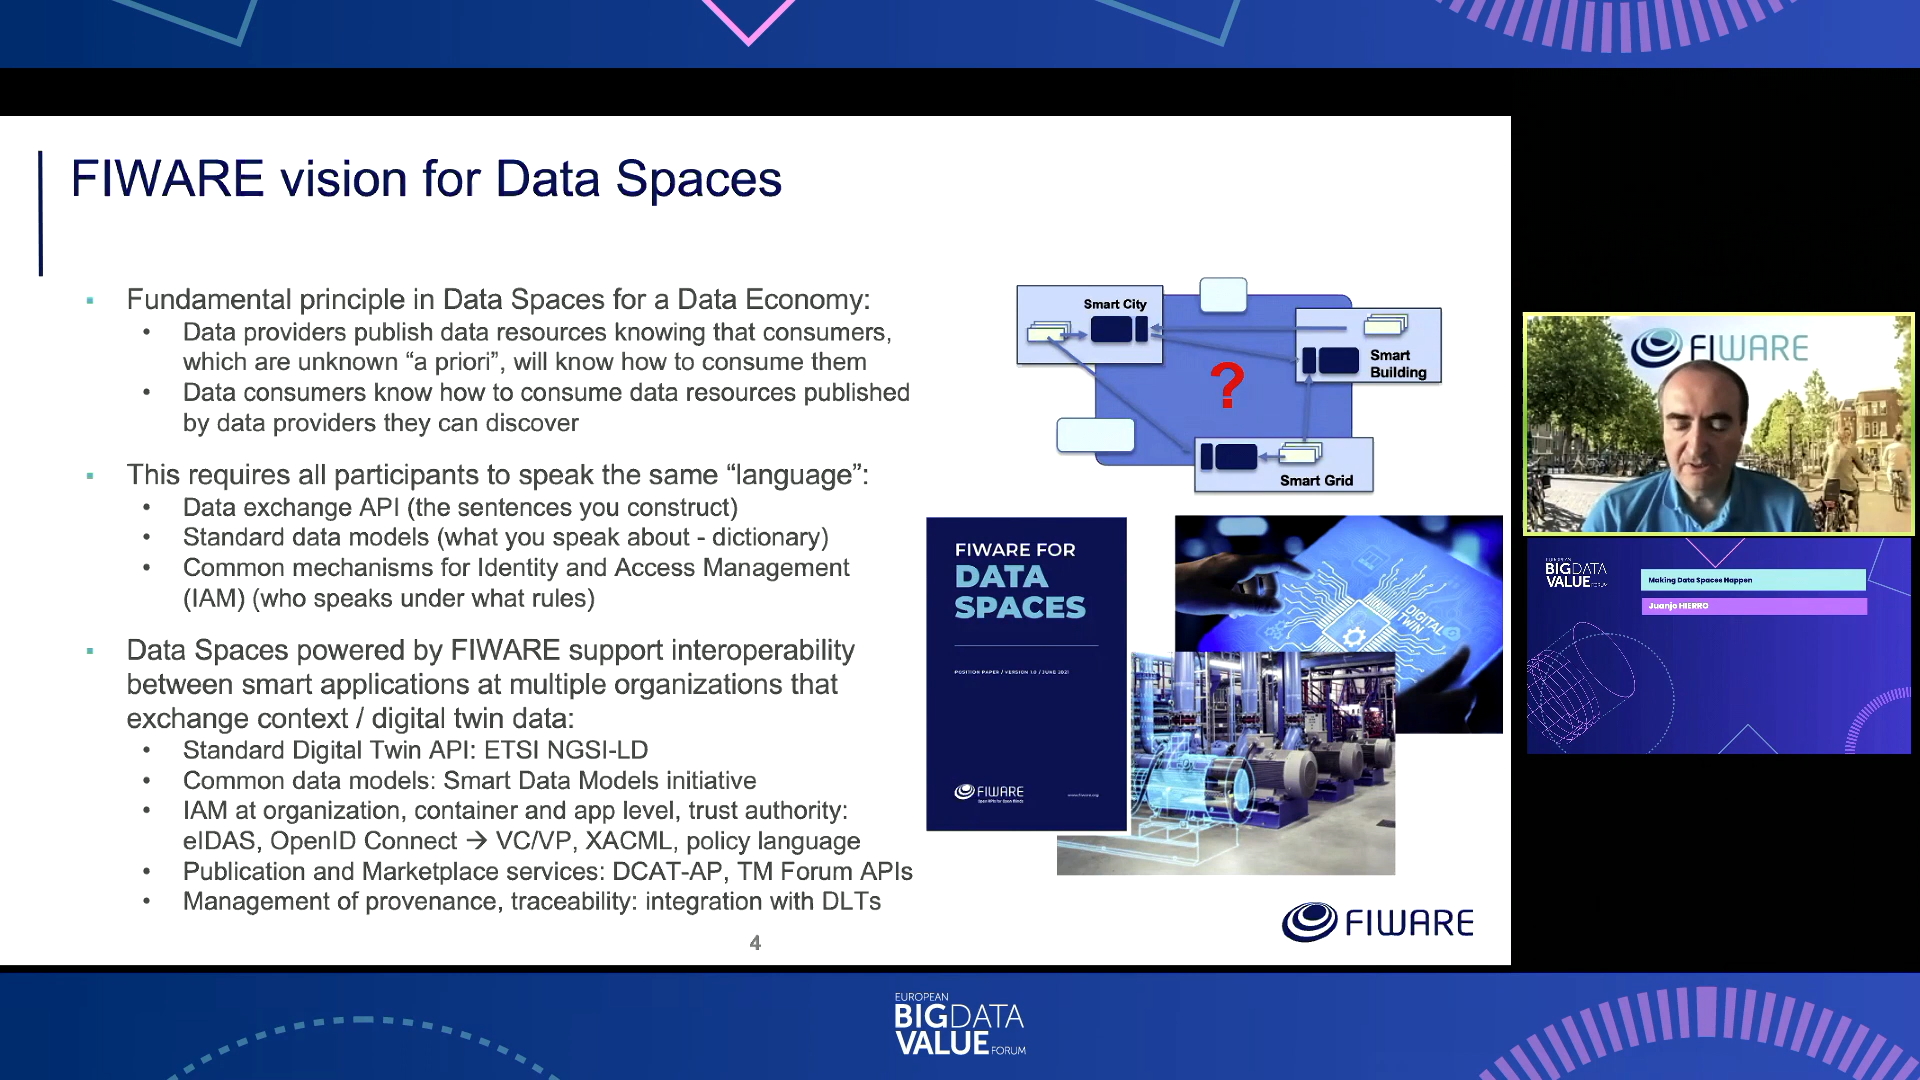 FIWARE vision for Data Spaces
▪ Fundamental principle in Data Spaces for a Data Economy:
• Data providers publish data resources knowing that consumers,
which are unknown “a priori”, will know how to consume them
• Data consumers know how to consume data resources published
by data providers they can discover
▪ This requires all participants to speak the same “language”:
• Data exchange API (the sentences you construct)
• Standard data models (what you speak about - dictionary)
• Common mechanisms for Identity and Access Management
(IAM) (who speaks under what rules)
▪ Data Spaces powered by FIWARE support interoperability
between smart applications at multiple organizations that
exchange context / digital twin data:
• Standard Digital Twin API: ETSI NGSI-LD
• Common data models: Smart Data Models initiative
• IAM at organization, container and app level, trust authority:
eIDAS, OpenID Connect → VC/VP, XACML, policy language
• Publication and Marketplace services: DCAT-AP, TM Forum APIs
• Management of provenance, traceability: integration with DLTs
4
Smart City
?
Smart
Building
Smart Grid
FIWARE FOR
DATA
SPACES
POSITION PAPER / VERSION 1.0 / JUNE 2021
FIWARE
Open APIs for Open Minds
www.fiware.org
DIGITAL
TWIN
FIWARE
FIWARE
EUROPEAN
BIGDATA
VALUE FORUM
Making Data Spaces Happen
Juanjo HIERRO
EUROPEAN
BIGDATA
VALUE FORUM